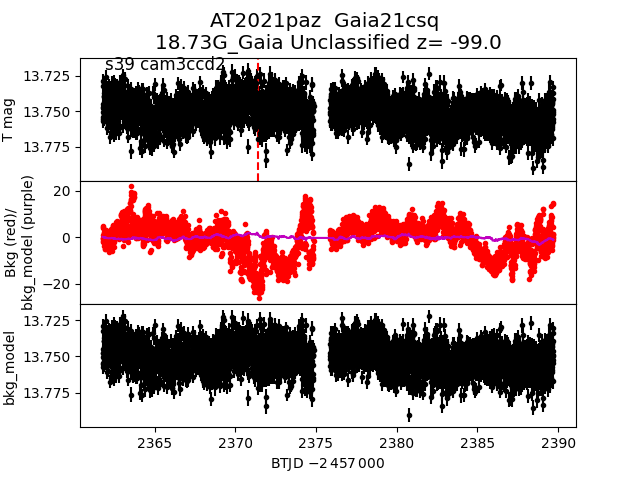 AT2021paz  Gaia21csq
18.73G_Gaia Unclassified z= -99.0
s39 cam3ccd2
T mag
13.725
13.750
13.775
Bkg (red)/
bkg_model (purple)
20
0
−20
bkg_model
13.725
13.750
13.775
2365
2370
2375
2380
2385
2390
BTJD −2 457 000